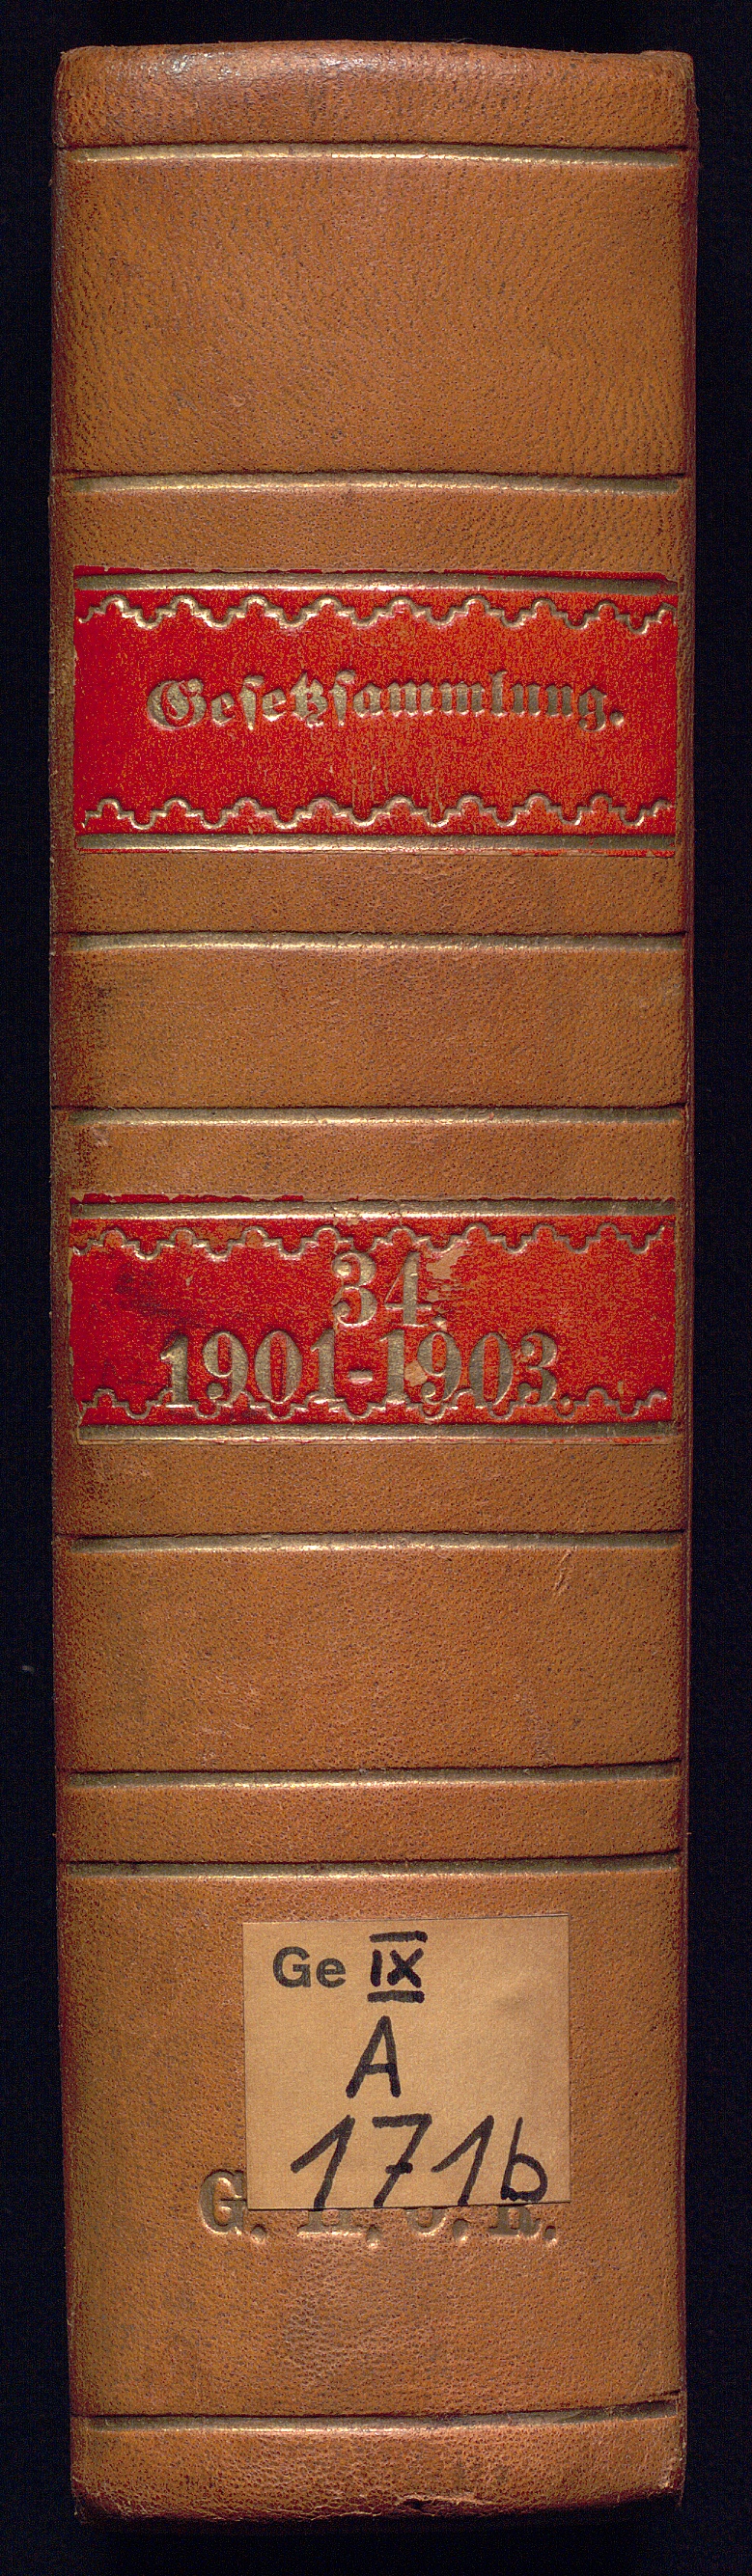 Gesetzsammlung.
34.
1901-1903.
Ge IX
A
171b
G.